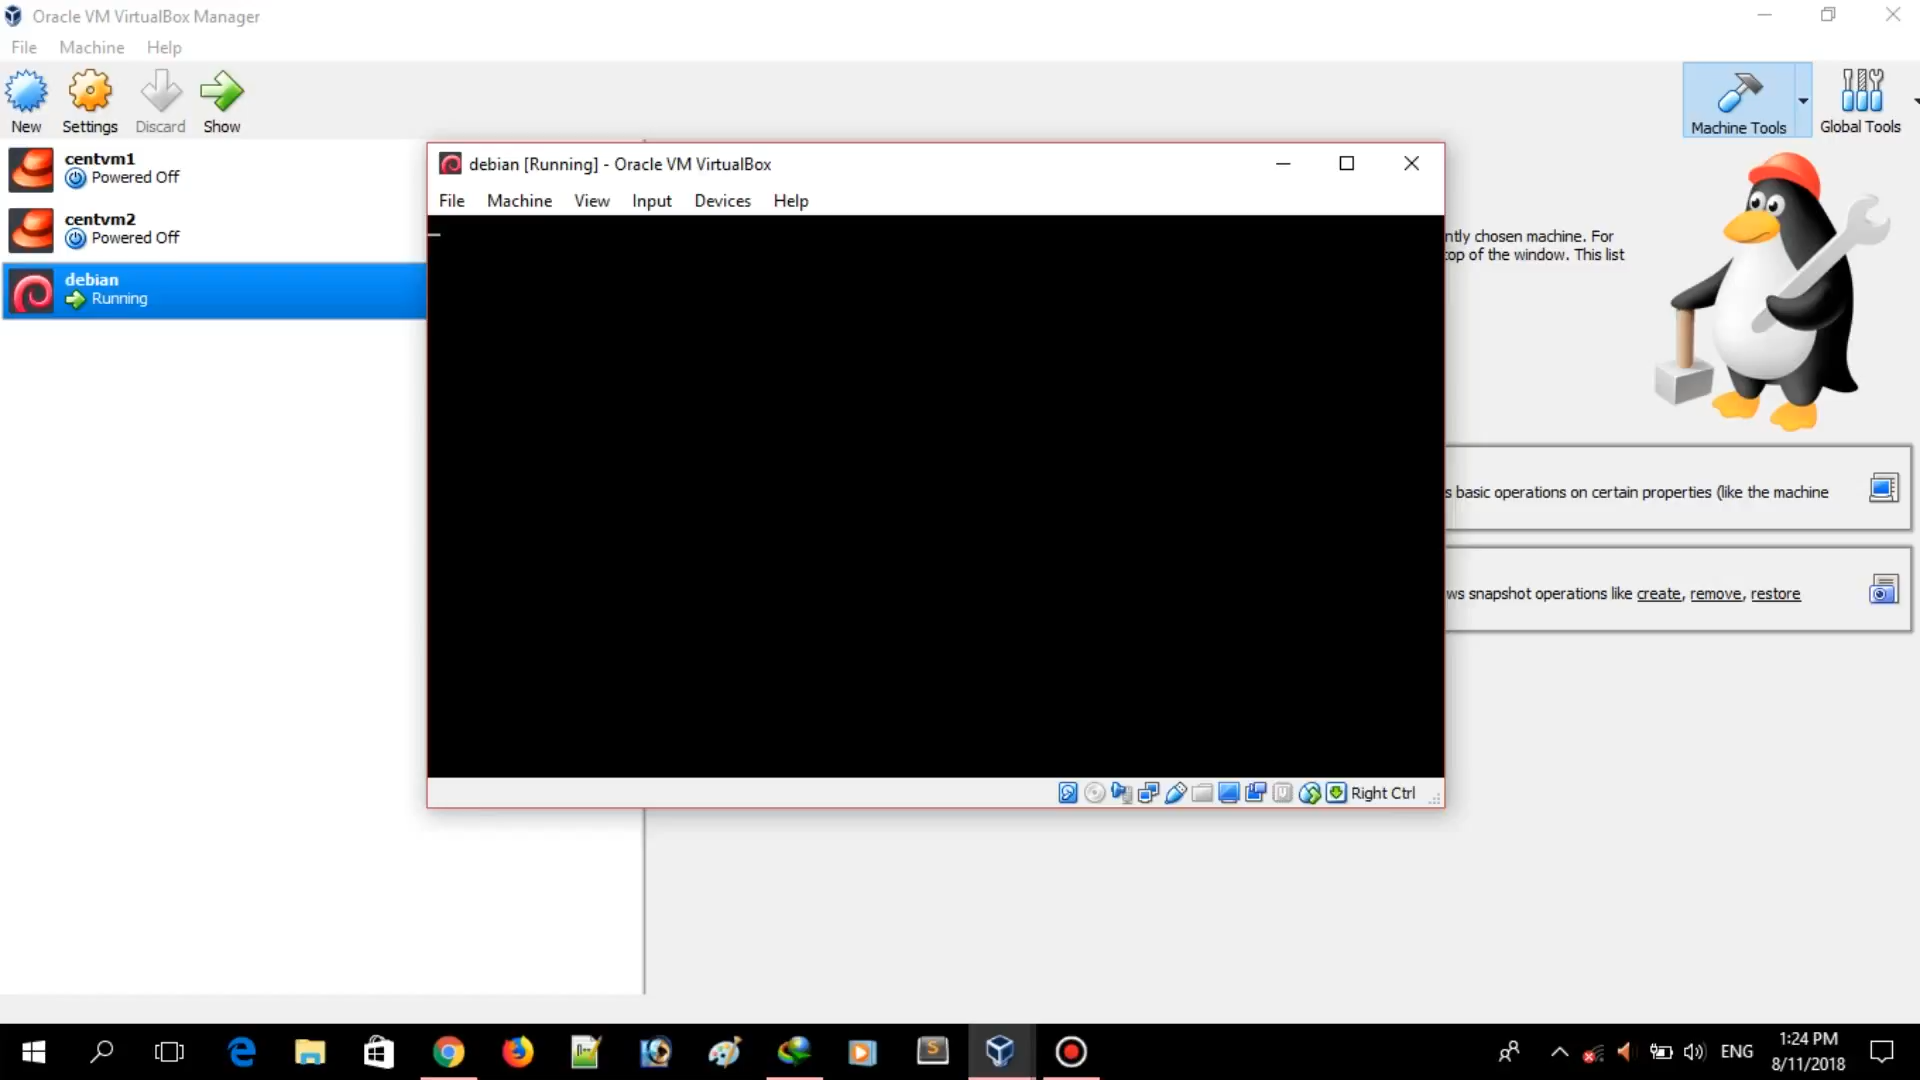 Oracle VM VirtualBox Manager
File Machine Help
New Settings Discard Show
Machine Tools Global Tools
centvm1
Powered Off
centvm2
Powered Off
debian
Running
debian [Running] - Oracle VM VirtualBox
File Machine View Input Devices Help
ntly chosen machine. For
top of the window. This list
s basic operations on certain properties (like the machine
ws snapshot operations like create, remove, restore
Right Ctrl
ENG
1:24 PM
8/11/2018